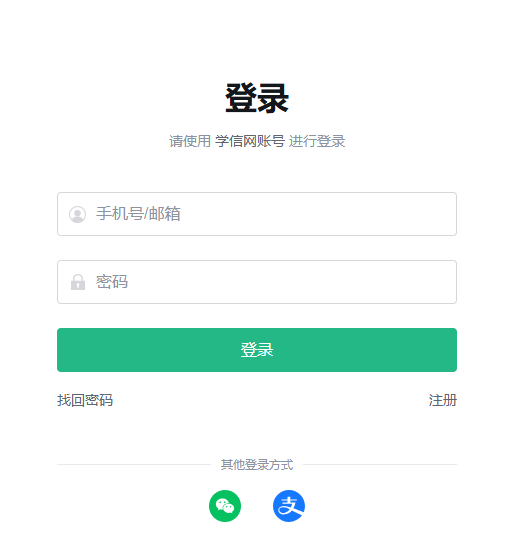 登录
请使用 学信网账号 进行登录
手机号/邮箱
密码
登录
找回密码 注册
其他登录方式
支